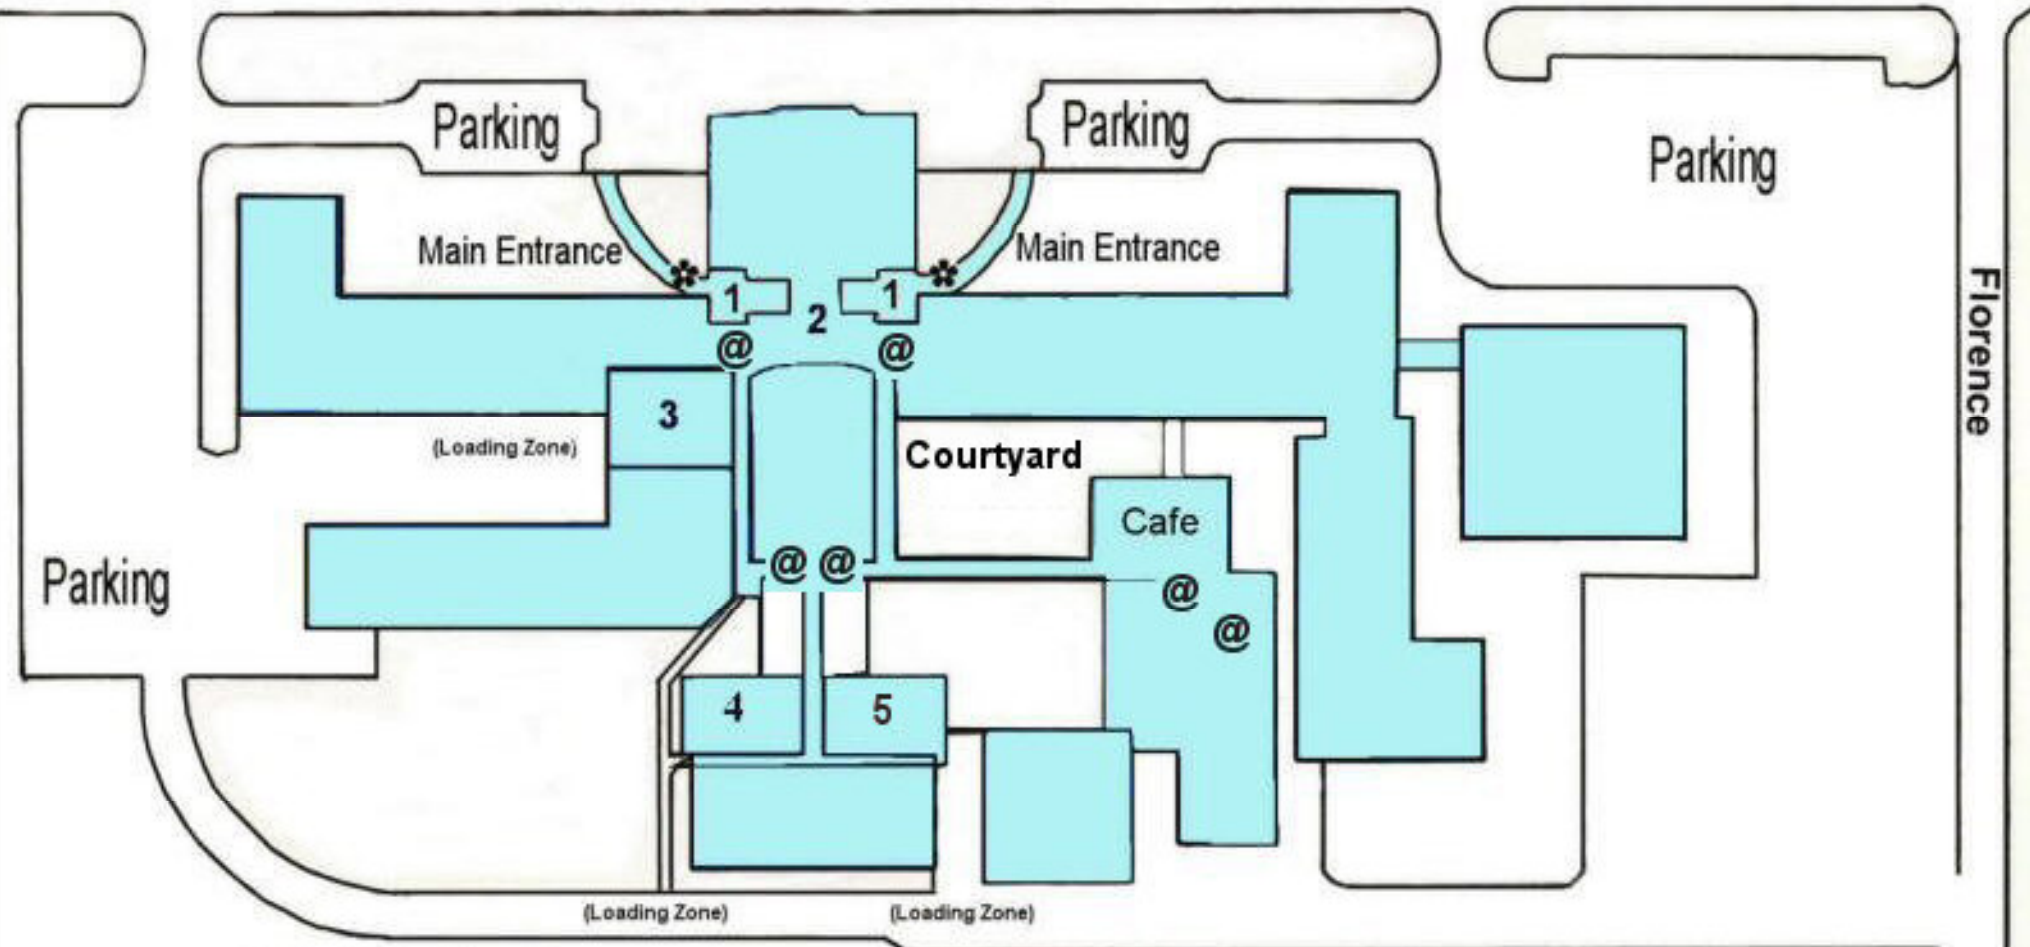 Parking
Parking
Parking
Main Entrance
Main Entrance
* *
1 2 1
@ @
Florence
3
(Loading Zone)
Courtyard
Cafe
@ @
@
@
Parking
4 5
(Loading Zone) (Loading Zone)